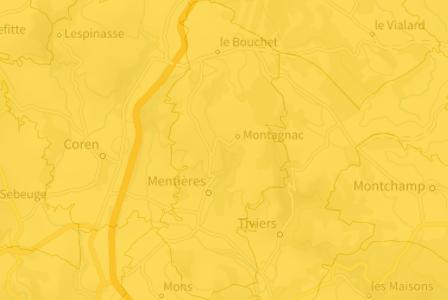 le Vialard
efitte
Lespinasse
le Bouchet
Montagnac
Coren
Mentières
Montchamp
Sebeuge
Tiviers
Mons
les Maisons